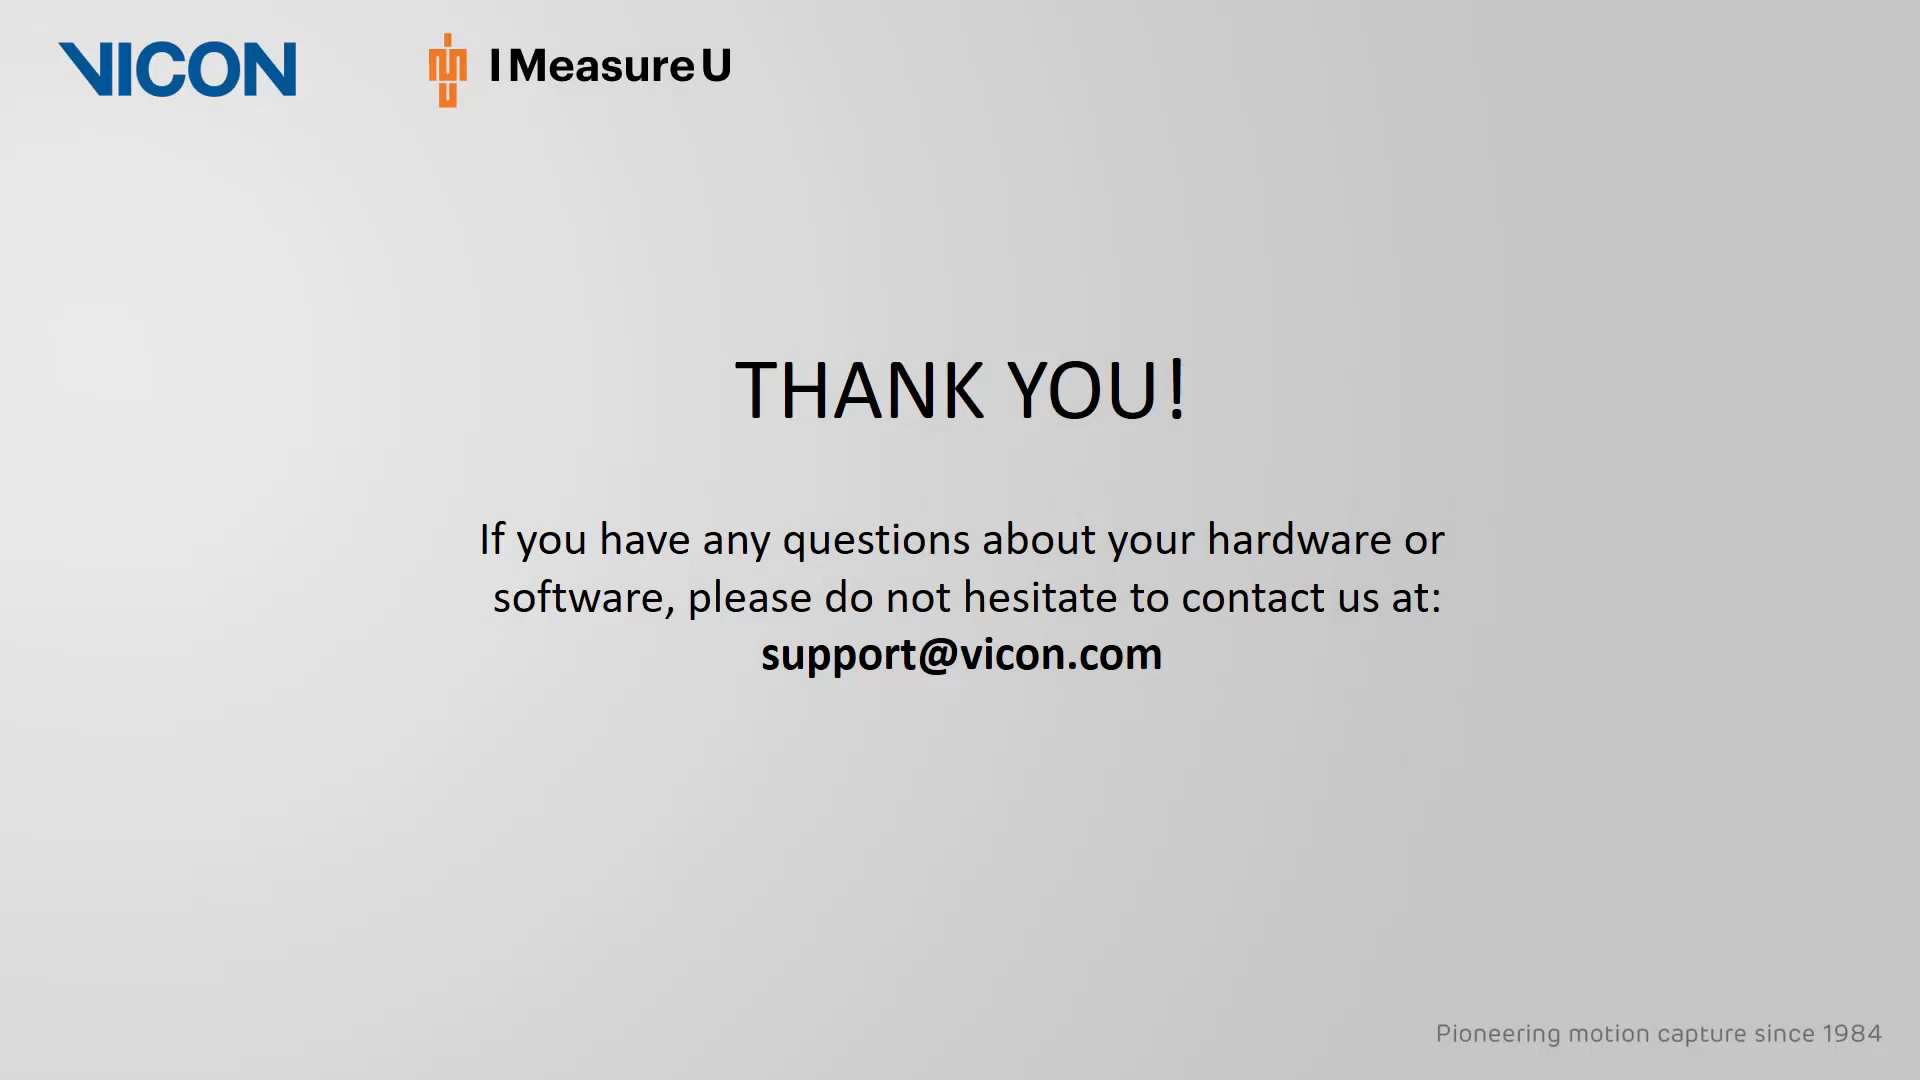 VICON
I Measure U
THANK YOU!
If you have any questions about your hardware or
software, please do not hesitate to contact us at:
support@vicon.com
Pioneering motion capture since 1984